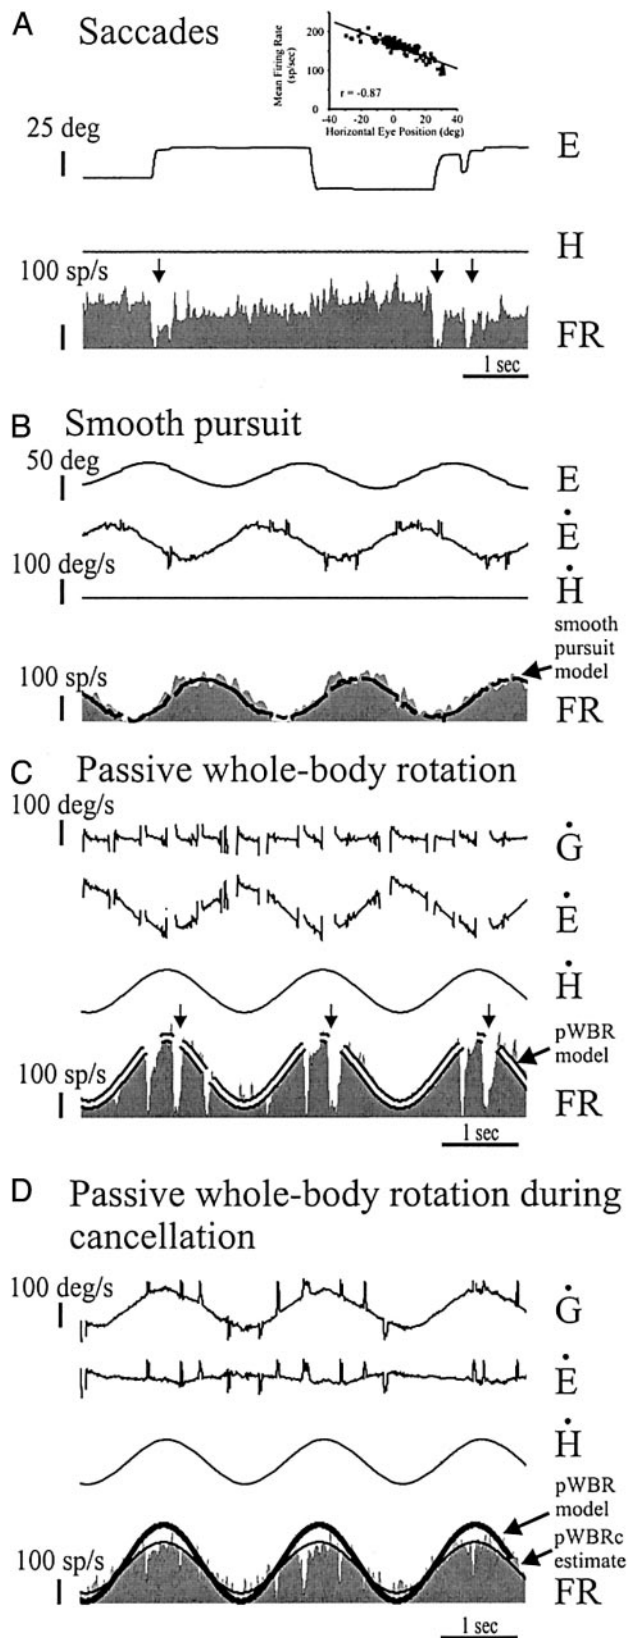 A
Saccades
Mean Firing Rate
(sp/sec)
200
100
0
r = -0.87
-40 -20 0 20 40
Horizontal Eye Position (deg)
25 deg
E
H
100 sp/s
FR
1 sec
B
Smooth pursuit
50 deg
E
Ė
100 deg/s
Ḣ
smooth
pursuit
model
100 sp/s
FR
C
Passive whole-body rotation
100 deg/s
Ġ
Ė
Ḣ
pWBR
model
100 sp/s
FR
1 sec
D
Passive whole-body rotation during
cancellation
100 deg/s
Ġ
Ė
Ḣ
pWBR
model
pWBRc
estimate
100 sp/s
FR
1 sec